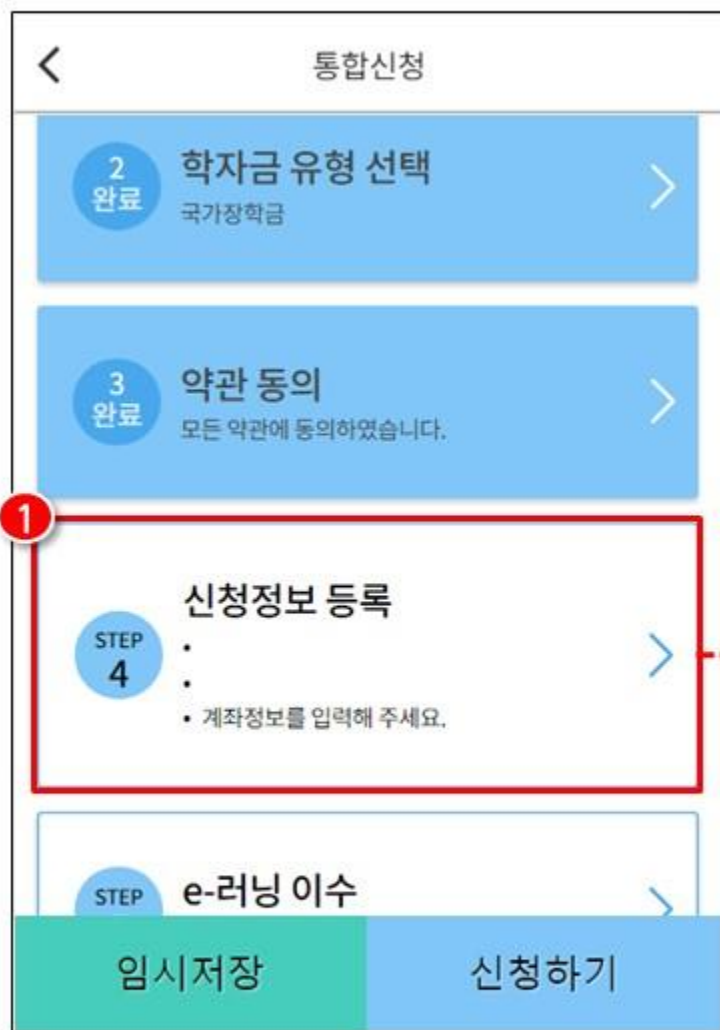 통합신청
2
완료
학자금 유형 선택
국가장학금
3
완료
약관 동의
모든 약관에 동의하였습니다.
1
STEP
4
신청정보 등록
•
•
• 계좌정보를 입력해 주세요.
STEP
e-러닝 이수
임시저장
신청하기